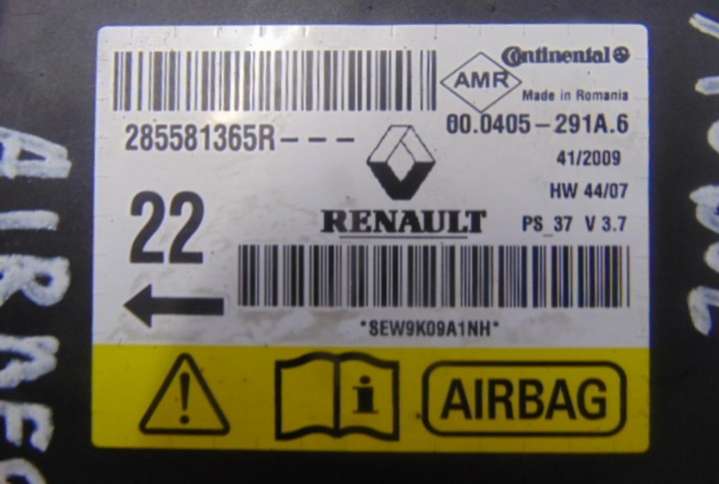 Continental
AMR
Made in Romania
285581365R---
00.0405-291A.6
41/2009
HW 44/07
22
RENAULT
PS_37 V 3.7
*SEW9K09A1NH*
i
AIRBAG